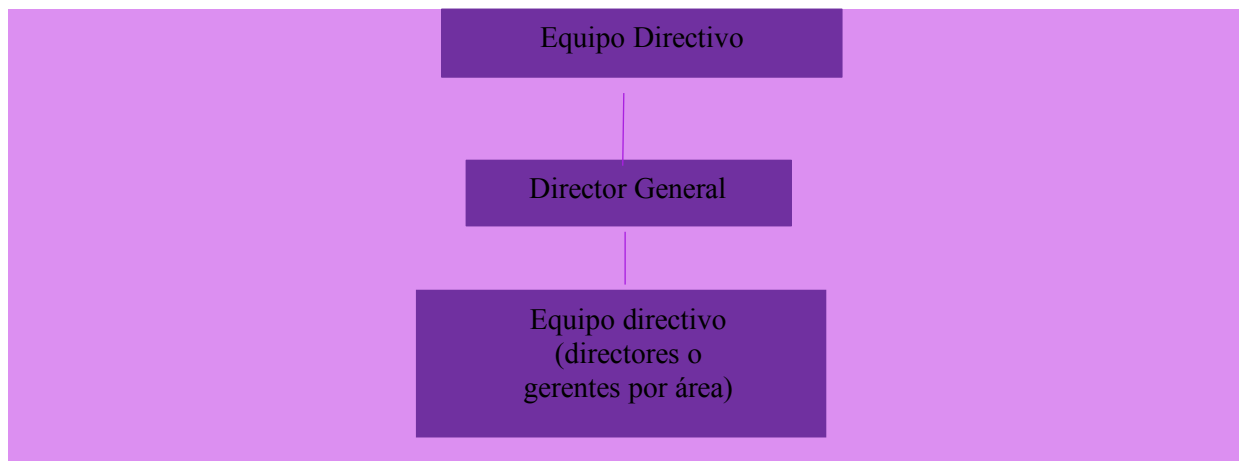 Equipo Directivo
Director General
Equipo directivo
(directores o
gerentes por área)